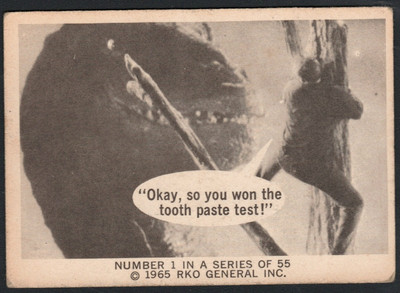 "Okay, so you won the
tooth paste test!"
NUMBER 1 IN A SERIES OF 55
© 1965 RKO GENERAL INC.